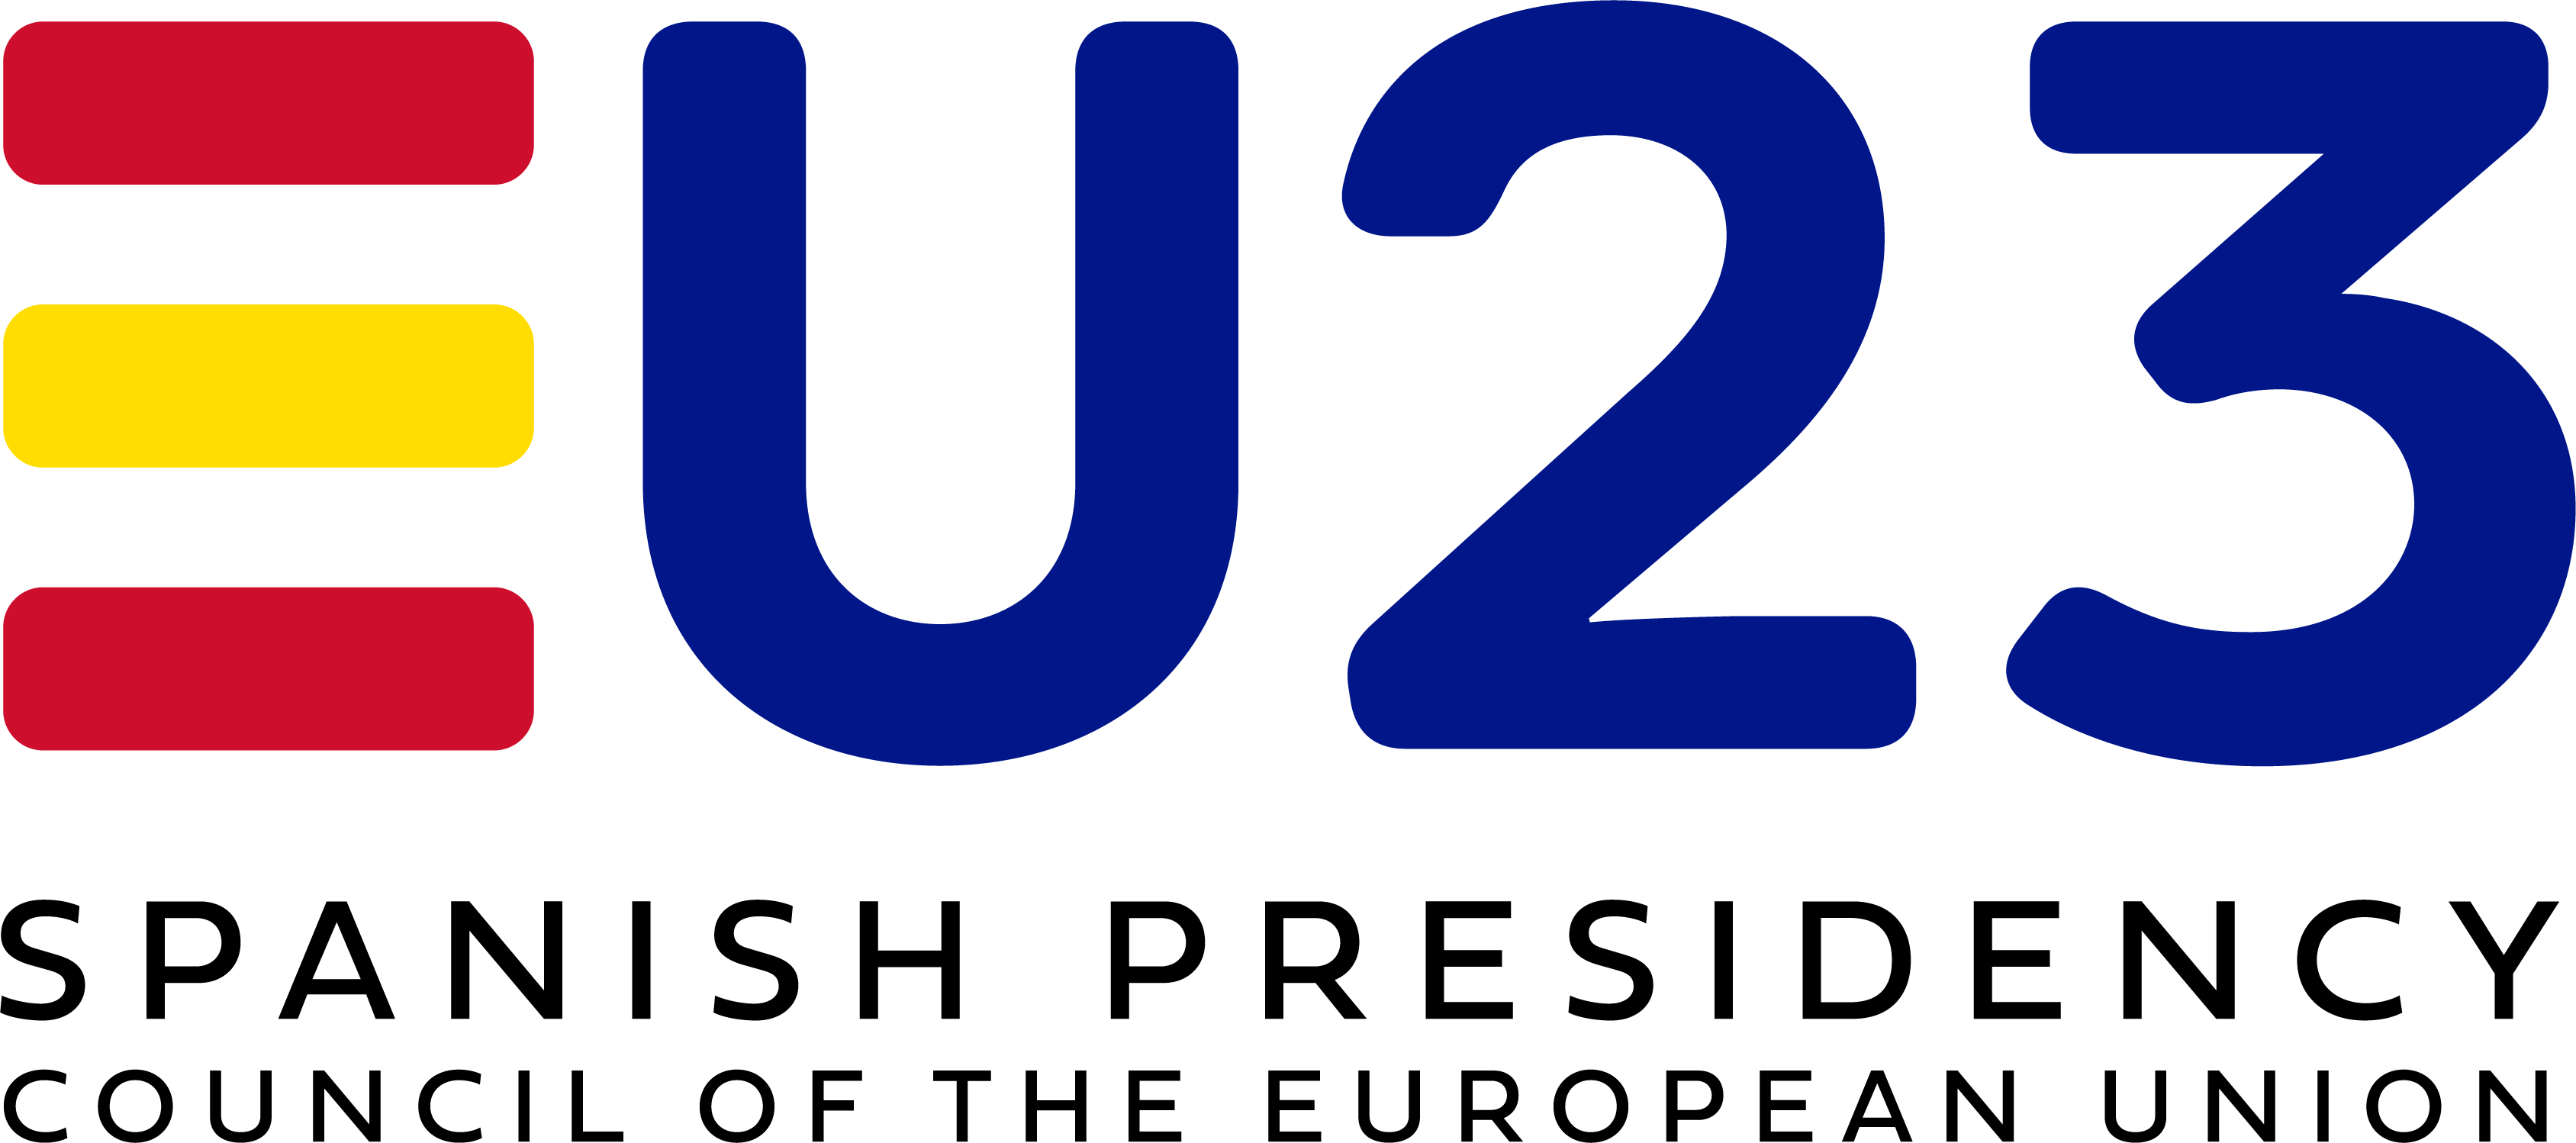 EU23
SPANISH PRESIDENCY
COUNCIL OF THE EUROPEAN UNION